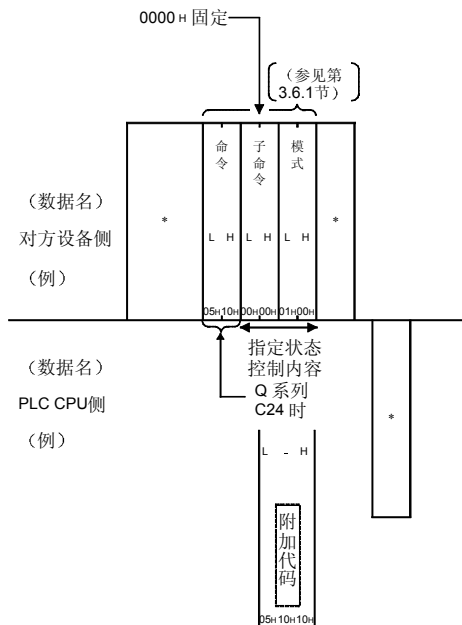 0000 H 固定
（参见第
3.6.1节）
命令
子命令
模式
（数据名）
对方设备侧
（例）
*
L H L H L H
05H10H00H00H01H00H
（数据名）
PLC CPU侧
（例）
指定状态
控制内容
Q 系列
C24 时
*
L - H
附加代码
05H10H10H